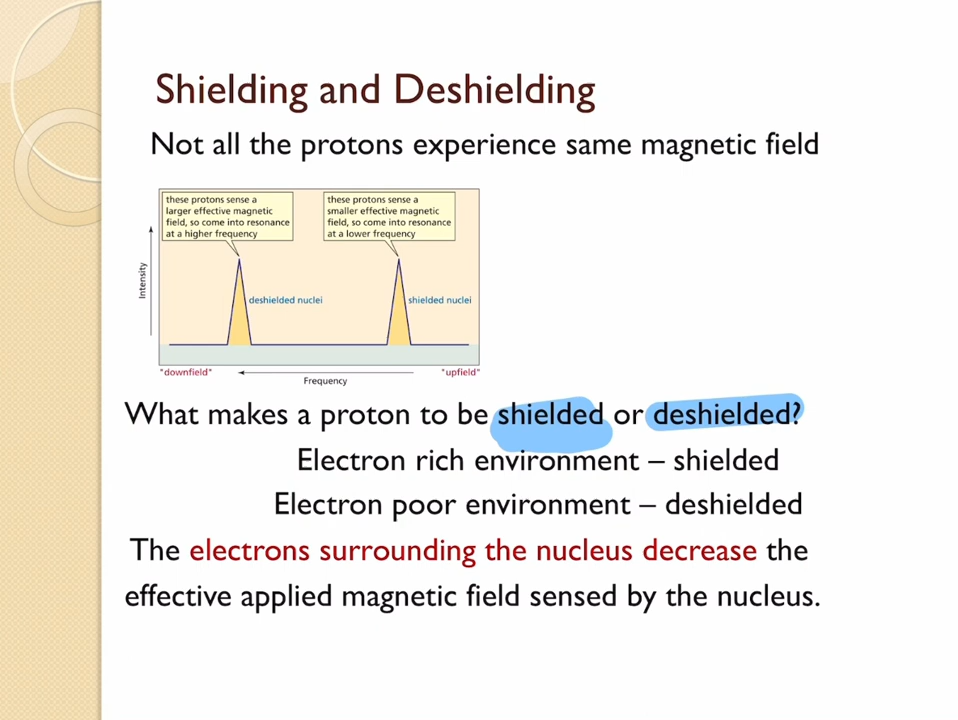 Shielding and Deshielding
Not all the protons experience same magnetic field
these protons sense a
larger effective magnetic
field, so come into resonance
at a higher frequency
these protons sense a
smaller effective magnetic
field, so come into resonance
at a lower frequency
Intensity
deshielded nuclei
shielded nuclei
"downfield"
Frequency
"upfield"
What makes a proton to be shielded or deshielded?
Electron rich environment – shielded
Electron poor environment – deshielded
The electrons surrounding the nucleus decrease the
effective applied magnetic field sensed by the nucleus.